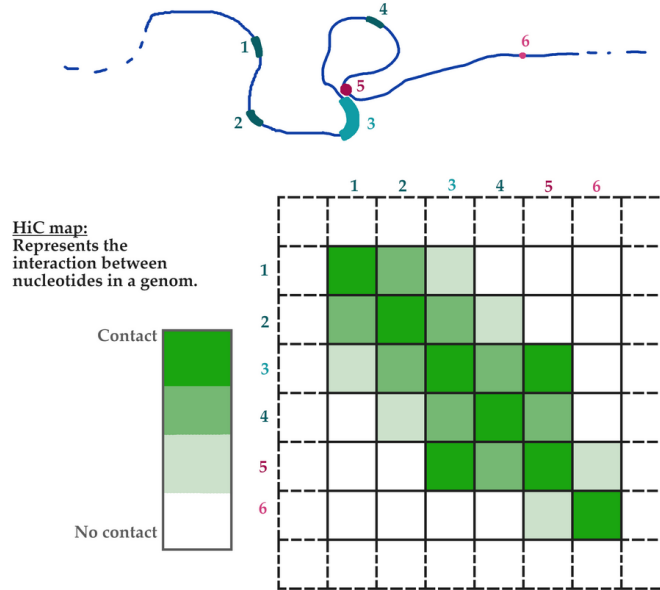 4
1
6
5
2
3
1 2 3 4 5 6
HiC map:
Represents the
interaction between
nucleotides in a genom.
1
2
Contact
3
4
5
6
No contact